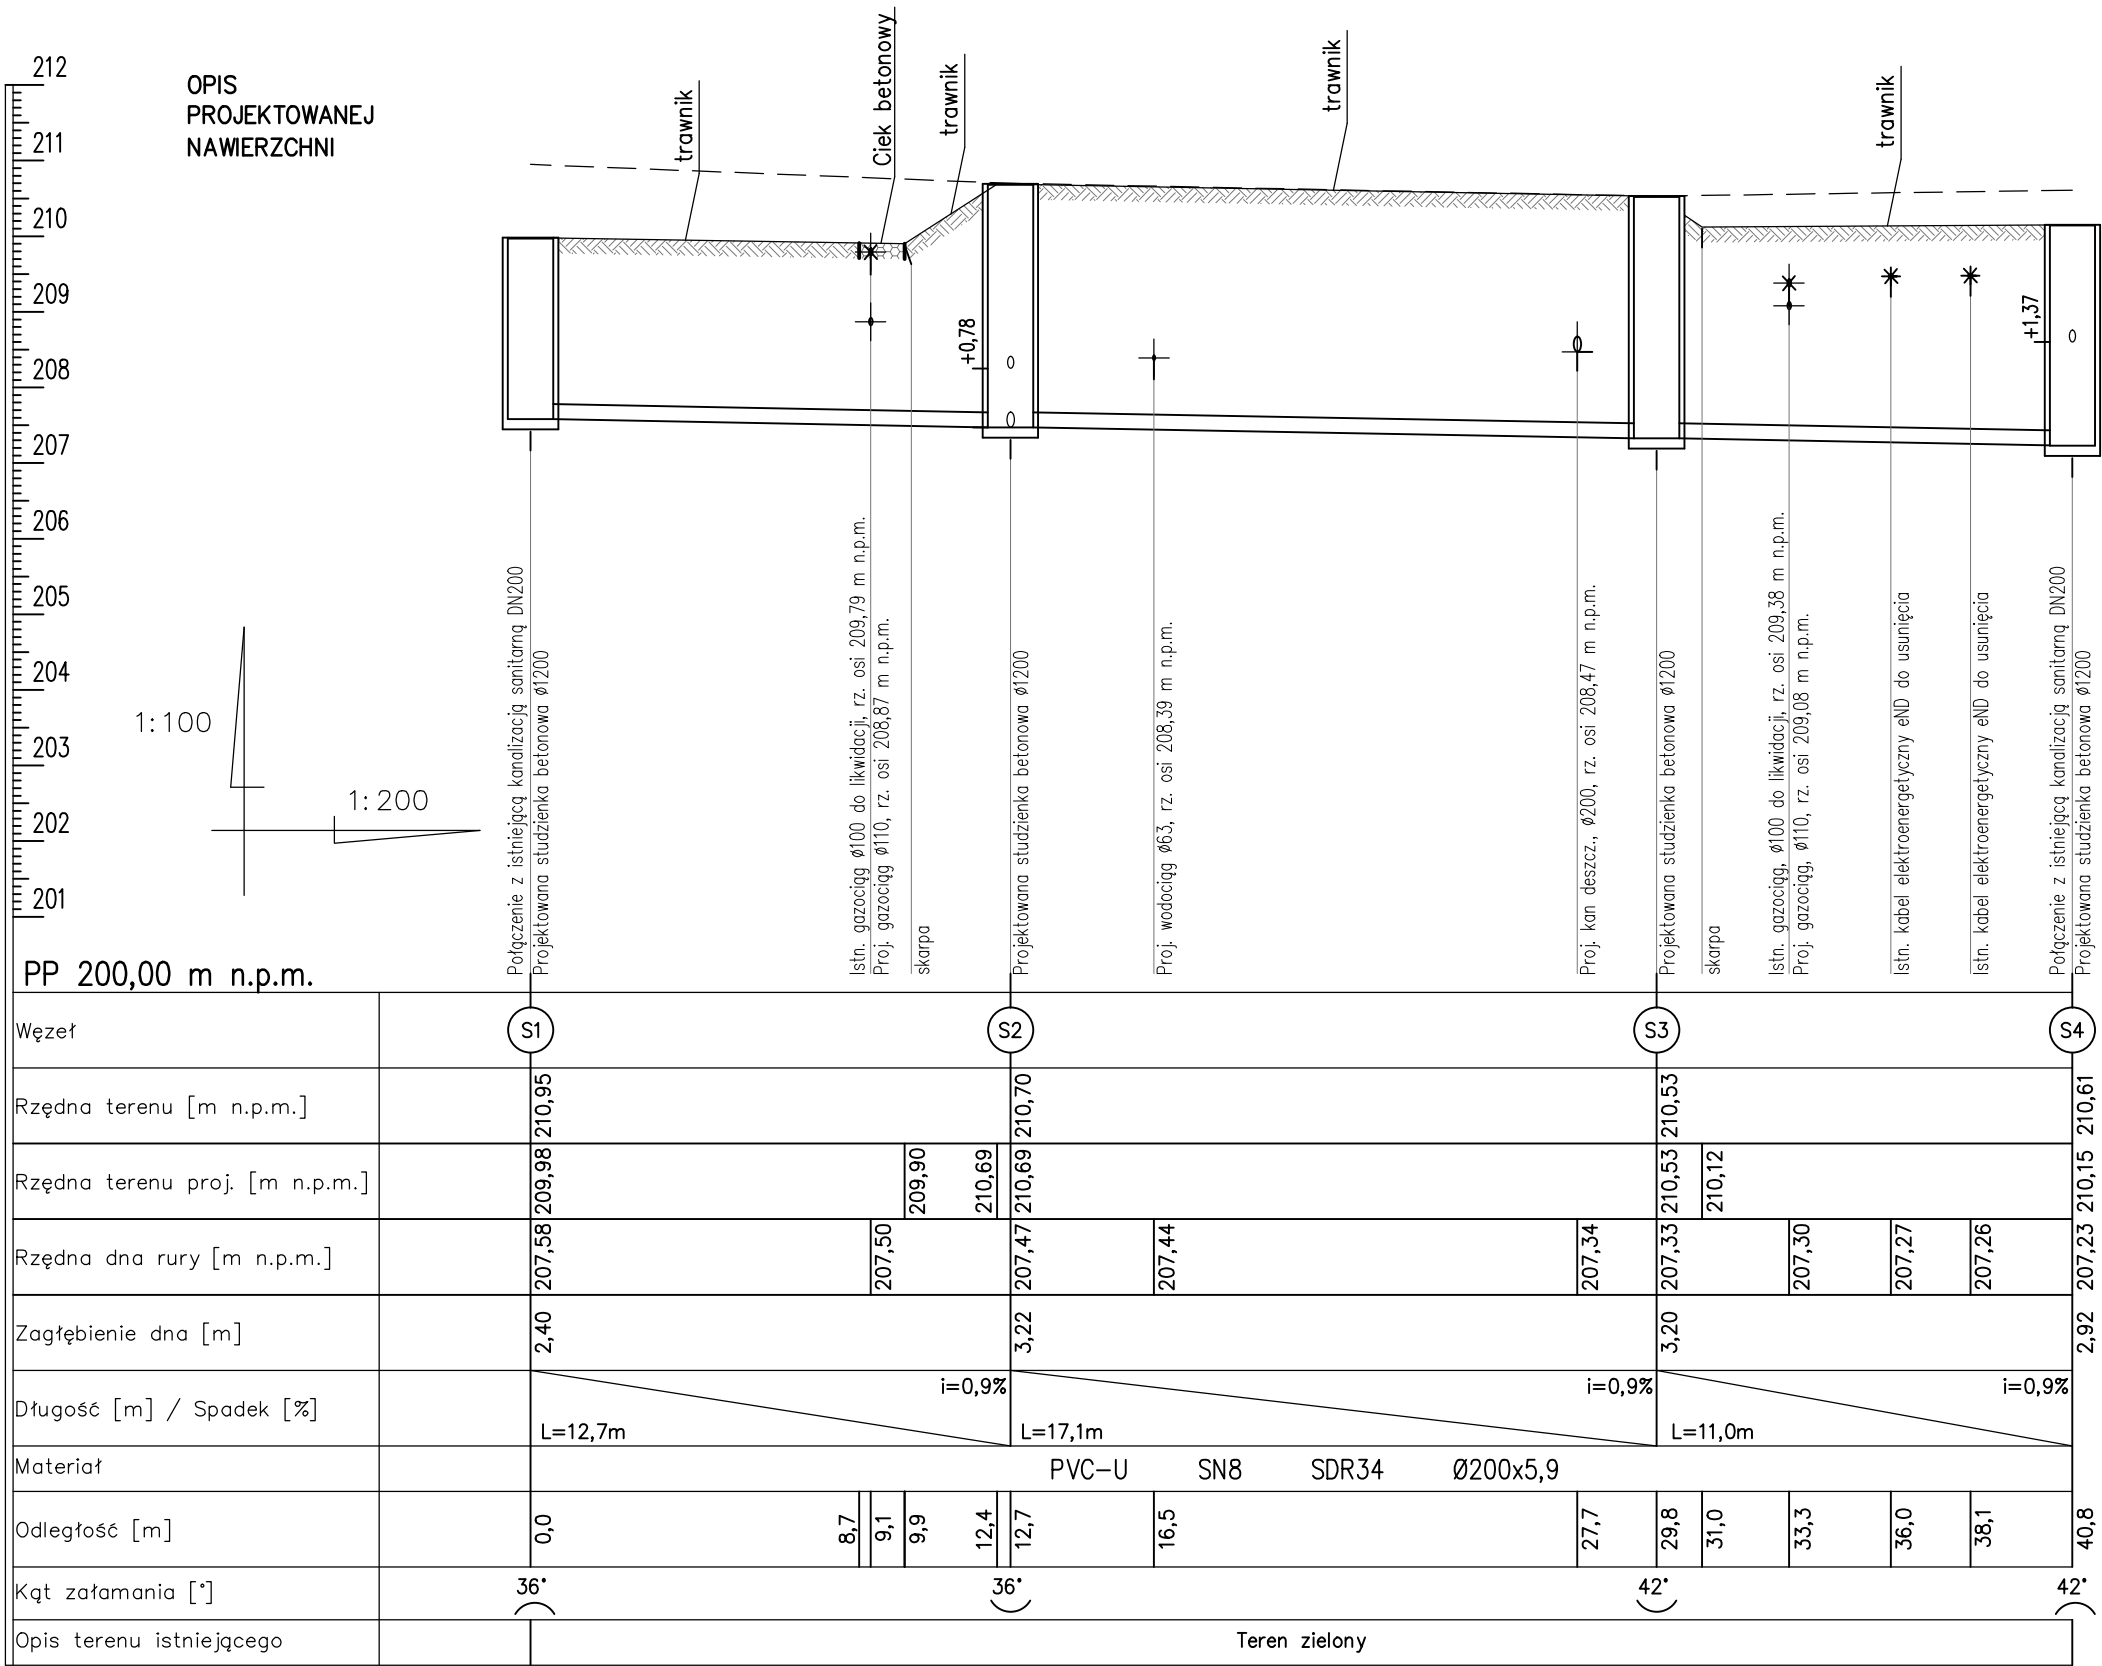 212
211
210
209
208
207
206
205
204
203
202
201
OPIS
PROJEKTOWANEJ
NAWIERZCHNI
trawnik
Ciek betonowy
trawnik
trawnik
trawnik
+0,78
+1,37
1:100
1:200
Połączenie z istniejącą kanalizacją sanitarną DN200
Projektowana studzienka betonowa ø1200
Istn. gazociąg ø100 do likwidacji, rz. osi 209,79 m n.p.m.
Proj. gazociąg ø110, rz. osi 208,87 m n.p.m.
skarpa
Projektowana studzienka betonowa ø1200
Proj. wodociąg ø63, rz. osi 208,39 m n.p.m.
Proj. kan deszcz., ø200, rz. osi 208,47 m n.p.m.
Projektowana studzienka betonowa ø1200
skarpa
Istn. gazociąg, ø100 do likwidacji, rz. osi 209,38 m n.p.m.
Proj. gazociąg, ø110, rz. osi 209,08 m n.p.m.
Istn. kabel elektroenergetyczny eND do usunięcia
Istn. kabel elektroenergetyczny eND do usunięcia
Połączenie z istniejącą kanalizacją sanitarną DN200
Projektowana studzienka betonowa ø1200
PP 200,00 m n.p.m.
Węzeł S1 S2 S3 S4
Rzędna terenu [m n.p.m.] 210,95 210,70 210,53 210,61
Rzędna terenu proj. [m n.p.m.] 209,98 209,90 210,69 210,69 210,53 210,12 210,15
Rzędna dna rury [m n.p.m.] 207,58 207,50 207,47 207,44 207,34 207,33 207,30 207,27 207,26 207,23
Zagłębienie dna [m] 2,40 3,22 3,20 2,92
Długość [m] / Spadek [%] L=12,7m i=0,9% L=17,1m i=0,9% L=11,0m i=0,9%
Materiał PVC-U SN8 SDR34 Ø200x5,9
Odległość [m] 0,0 8,7 9,1 9,9 12,4 12,7 16,5 27,7 29,8 31,0 33,3 36,0 38,1 40,8
Kąt załamania [°] 36° 36° 42° 42°
Opis terenu istniejącego Teren zielony